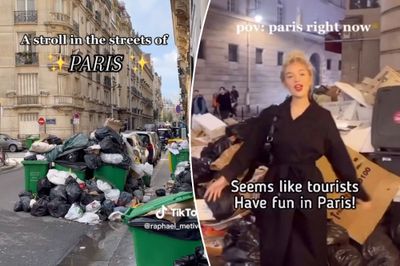 A stroll in the streets of
✨PARIS✨
TikTok
@raphael_metiv
pov: paris right now
Seems like tourists
Have fun in Paris!